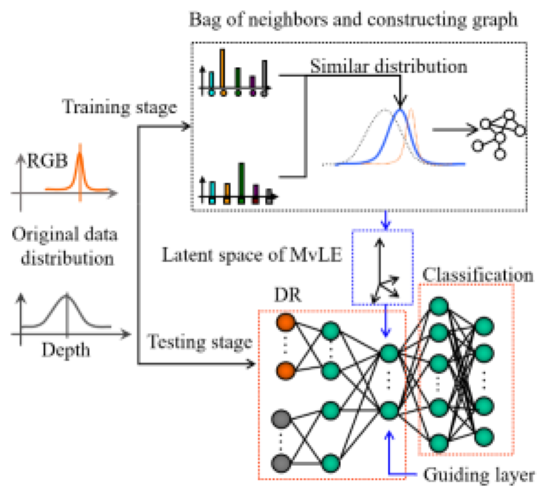 Bag of neighbors and constructing graph
Similar distribution
Training stage
RGB
Original data
distribution
Latent space of MvLE
Classification
DR
Testing stage
Depth
Guiding layer